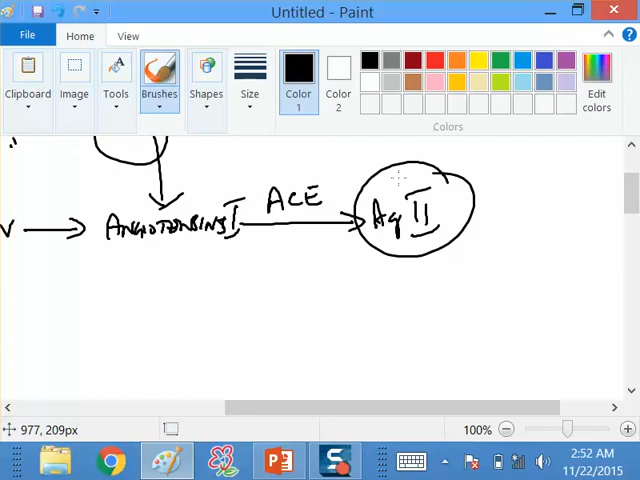 Untitled - Paint
File Home View
Clipboard Image Tools Brushes Shapes Size Color 1 Color 2 Edit colors
Colors
ACE
V ANGIOTENSINS I Ag II
977, 209px 100%
2:52 AM
11/22/2015